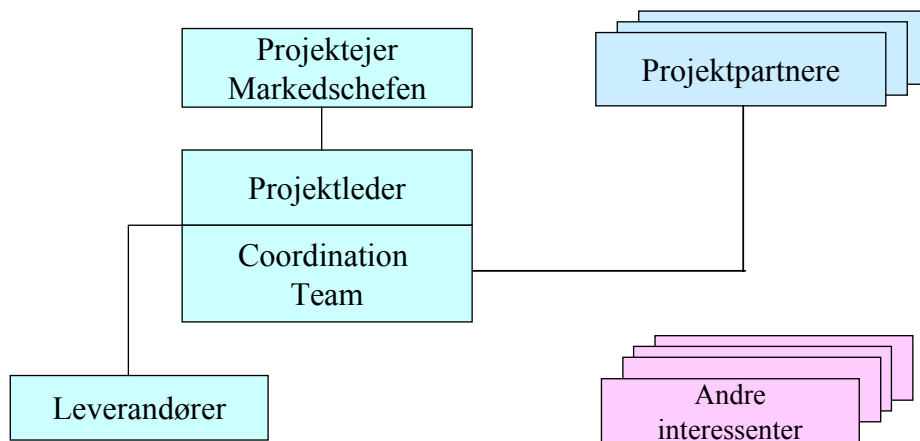 Projektejer
Markedschefen
Projektpartnere
Projektleder
Coordination
Team
Leverandører
Andre
interessenter